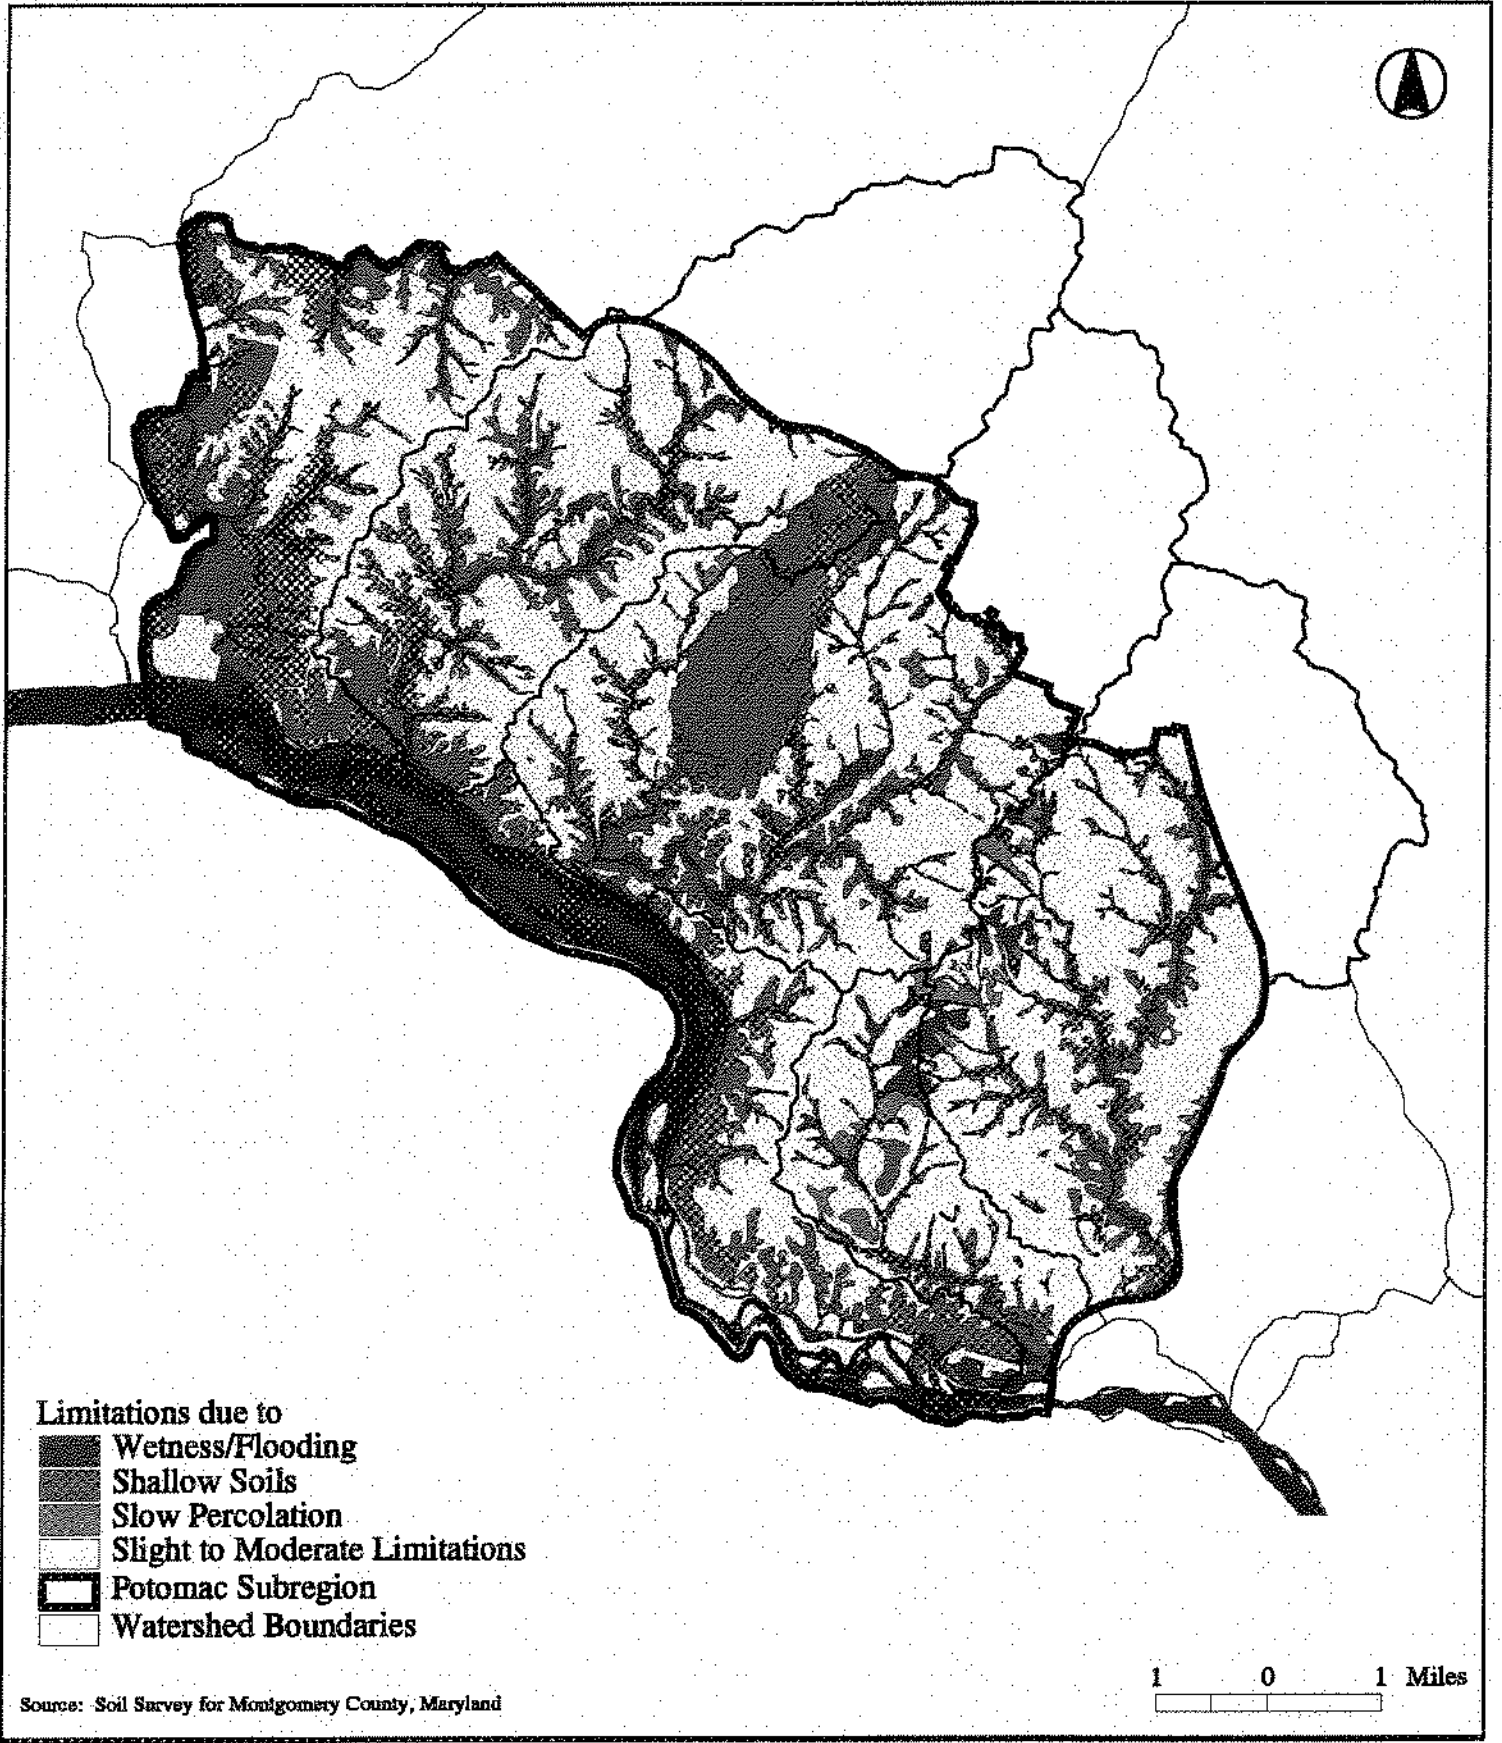 Limitations due to
Wetness/Flooding
Shallow Soils
Slow Percolation
Slight to Moderate Limitations
Potomac Subregion
Watershed Boundaries
1 0 1 Miles
Source: Soil Survey for Montgomery County, Maryland